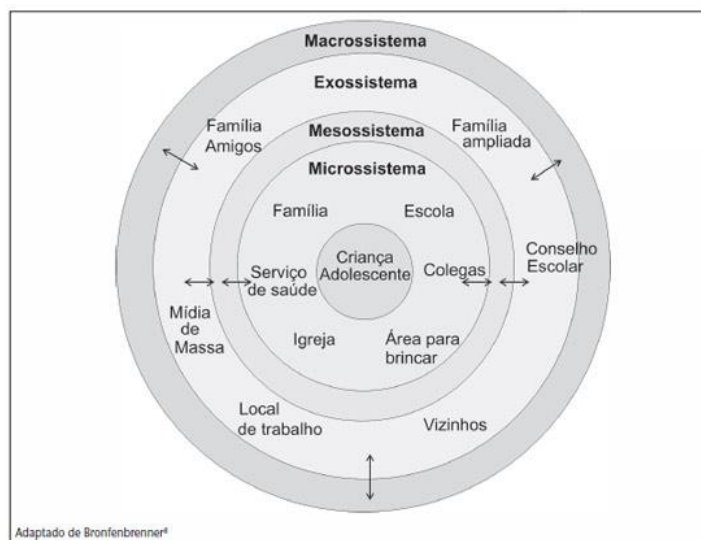 Macrossistema
Exossistema
Família
Amigos
Mesossistema
Família
ampliada
Microssistema
Família
Escola
Criança
Adolescente
Serviço
de saúde
Colegas
Conselho
Escolar
Mídia
de
Massa
Igreja
Área para
brincar
Local
de trabalho
Vizinhos
Adaptado de Bronfenbrenner⁸